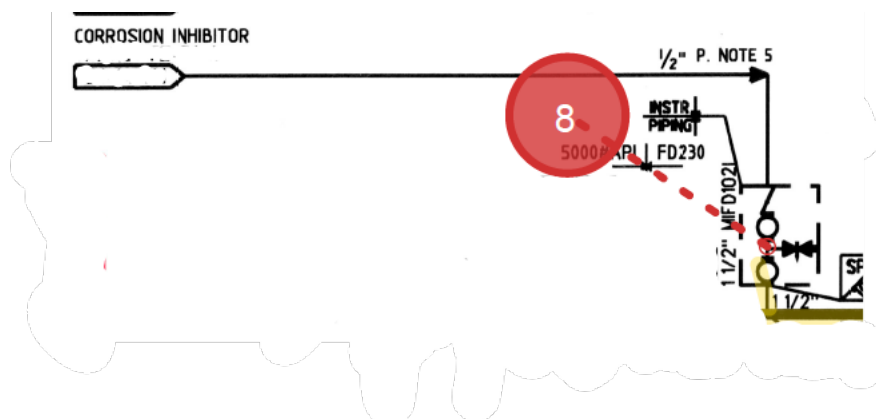 CORROSION INHIBITOR
1/2" P. NOTE 5
8
INSTR
PIPING
5000# API FD230
1 1/2" MIFD102
1 1/2"